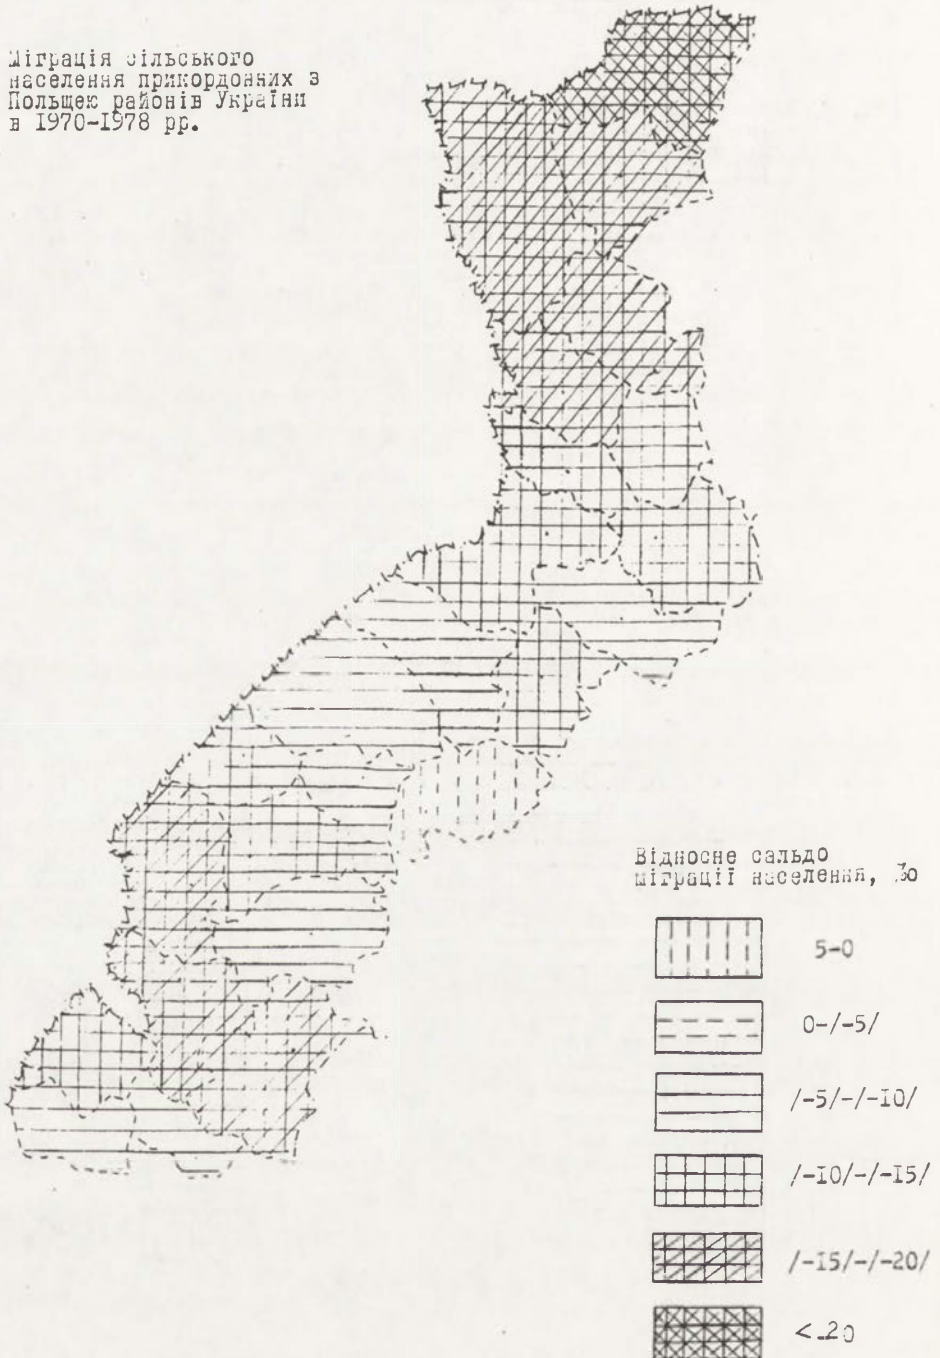 Міграція сільського
населення прикордонних з
Польщею районів України
в 1970-1978 рр.
Відносне сальдо
міграції населення, %о
5-0
0-/-5/
/-5/-/-10/
/-10/-/-15/
/-15/-/-20/
<-20